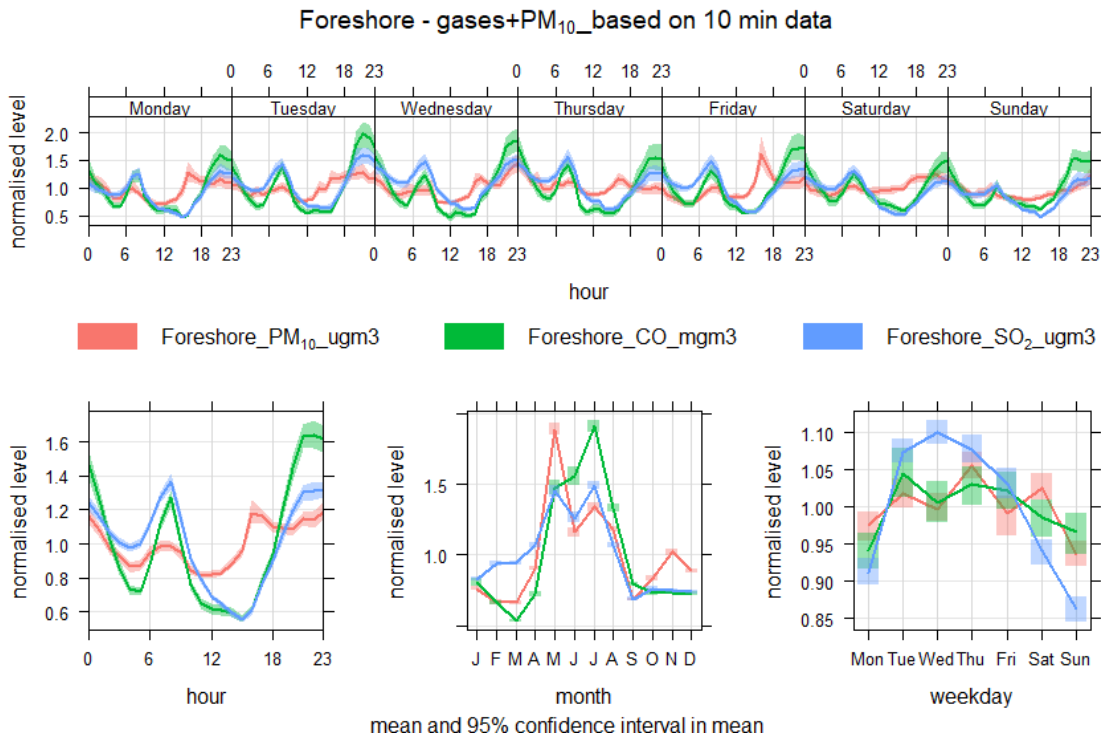 Foreshore - gases+PM₁₀_based on 10 min data
0 6 12 18 23 0 6 12 18 23 0 6 12 18 23
Monday Tuesday Wednesday Thursday Friday Saturday Sunday
normalised level
2.0
1.5
1.0
0.5
0 6 12 18 23 0 6 12 18 23 0 6 12 18 23 0 6 12 18 23
hour
Foreshore_PM₁₀_ugm3 Foreshore_CO_mgm3 Foreshore_SO₂_ugm3
normalised level
1.6
1.4
1.2
1.0
0.8
0.6
0 6 12 18 23
hour
normalised level
1.5
1.0
J F M A M J J A S O N D
month
normalised level
1.10
1.05
1.00
0.95
0.90
0.85
Mon Tue Wed Thu Fri Sat Sun
weekday
mean and 95% confidence interval in mean